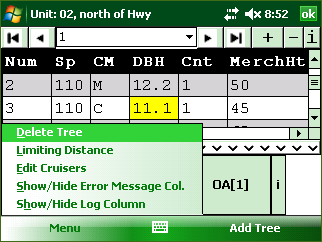 Unit: 02, north of Hwy 8:52 ok
1 + - i
Num Sp CM DBH Cnt MerchHt
2 110 M 12.2 1 50
3 110 C 11.1 1 45
Delete Tree
Limiting Distance
Edit Cruisers
Show/Hide Error Message Col.
Show/Hide Log Column
OA[1] i
Menu Add Tree